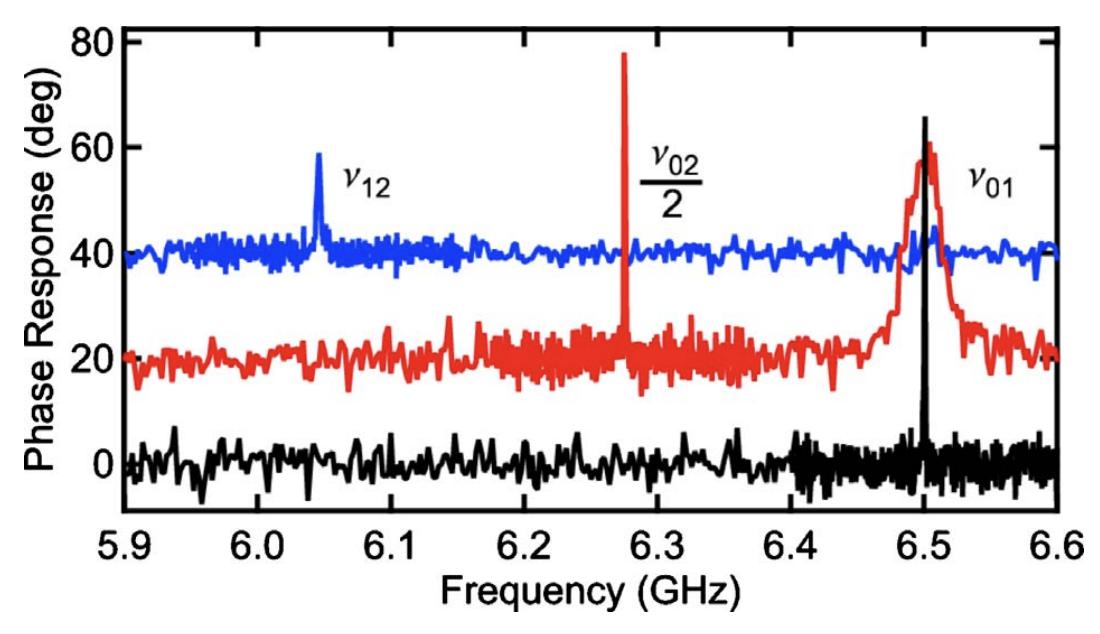 Phase Response (deg)
80
60
40
20
0
ν12
ν02
2
ν01
5.9 6.0 6.1 6.2 6.3 6.4 6.5 6.6
Frequency (GHz)